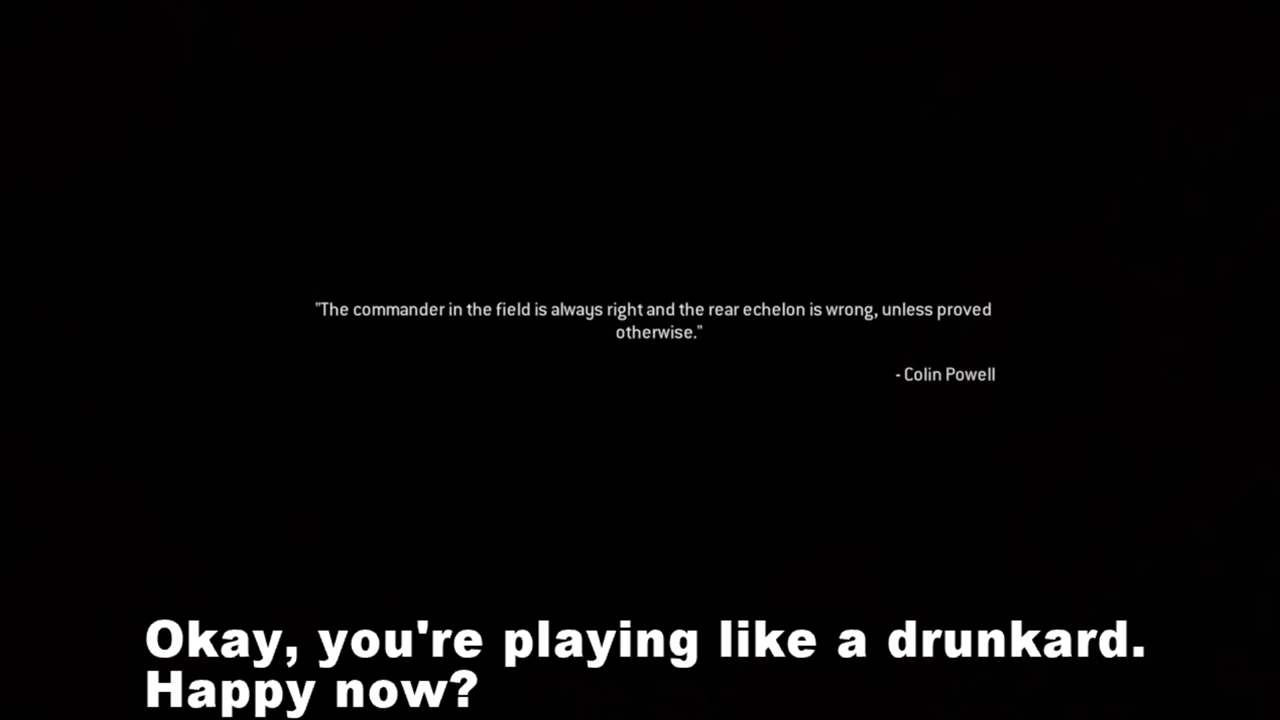 "The commander in the field is always right and the rear echelon is wrong, unless proved
otherwise."
- Colin Powell
Okay, you're playing like a drunkard.
Happy now?